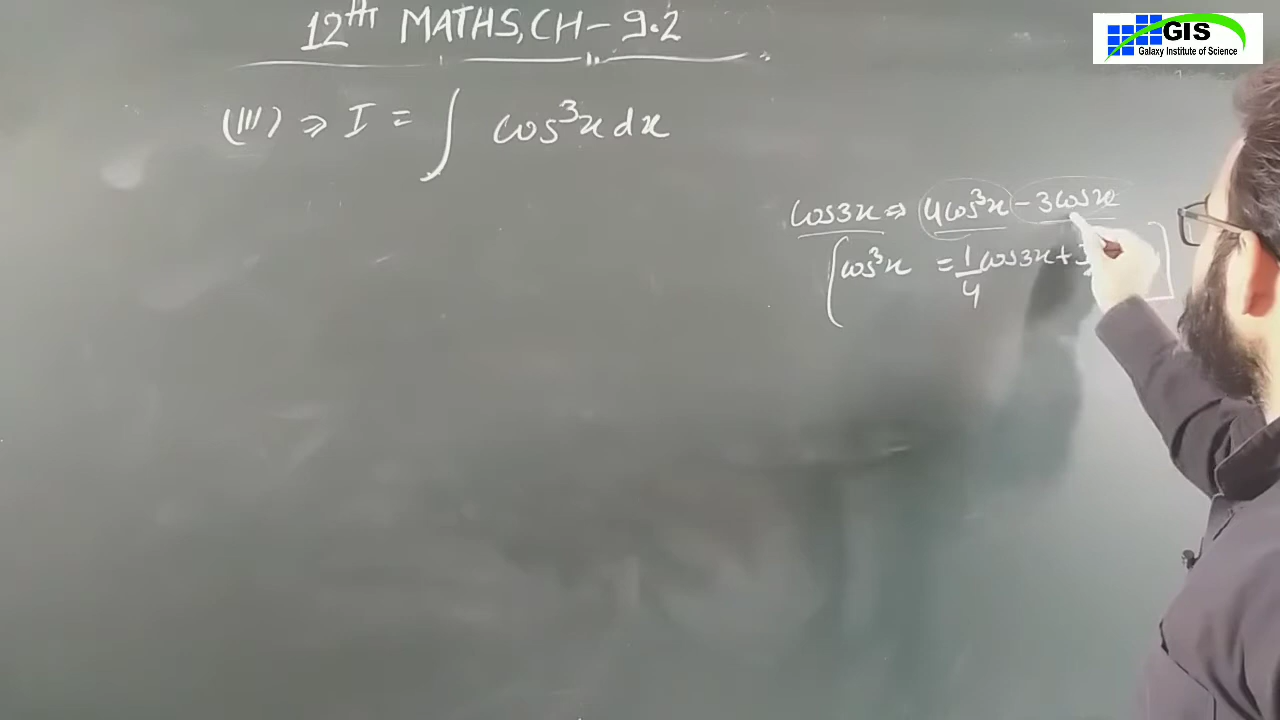 12TH MATHS, CH - 9.2
GIS
Galaxy Institute of Science
(III) ⇒ I = ∫ cos³x dx
cos3x ⇒ 4cos³x - 3cosx
[cos³x = 1/4 cos3x + ]